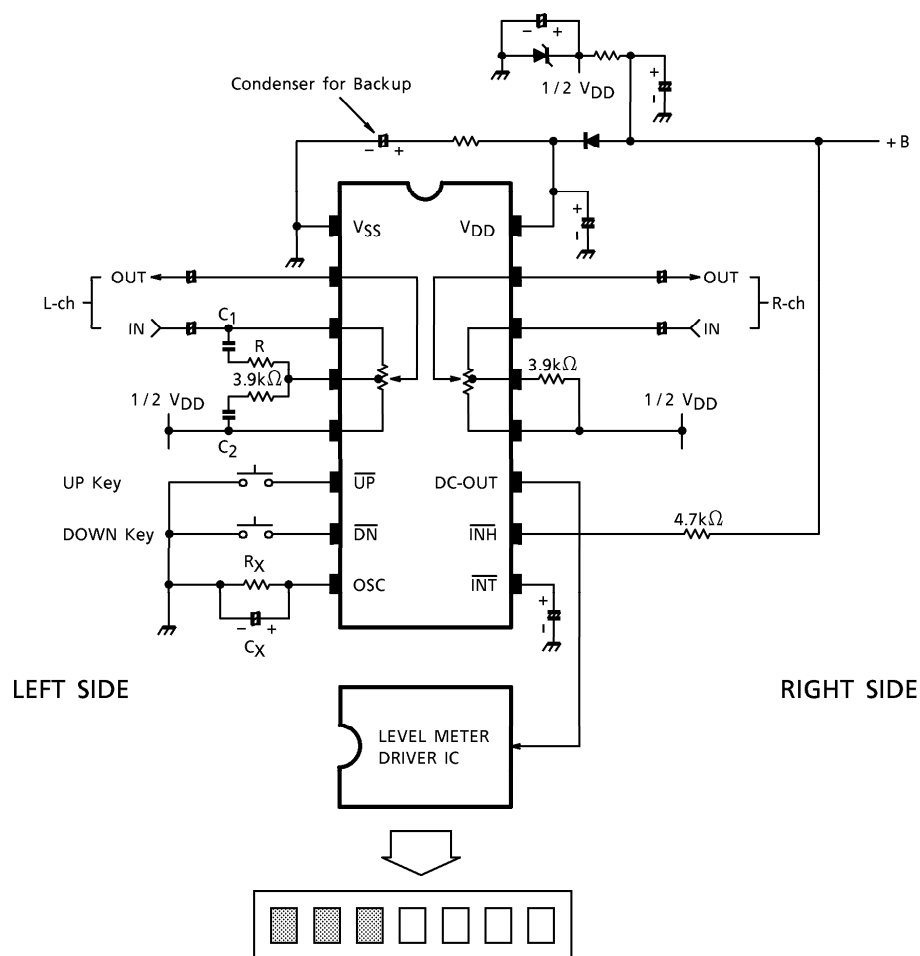 − +
1 / 2 VDD
+
-
Condenser for Backup
− +
+ B
VSS
VDD
+
-
OUT
OUT
L-ch
R-ch
IN
C1
IN
R
3.9kΩ
3.9kΩ
1 / 2 VDD
1 / 2 VDD
C2
UP Key
UP
DC-OUT
4.7kΩ
DOWN Key
DN
INH
RX
OSC
INT
+
-
− +
CX
LEFT SIDE
RIGHT SIDE
LEVEL METER
DRIVER IC